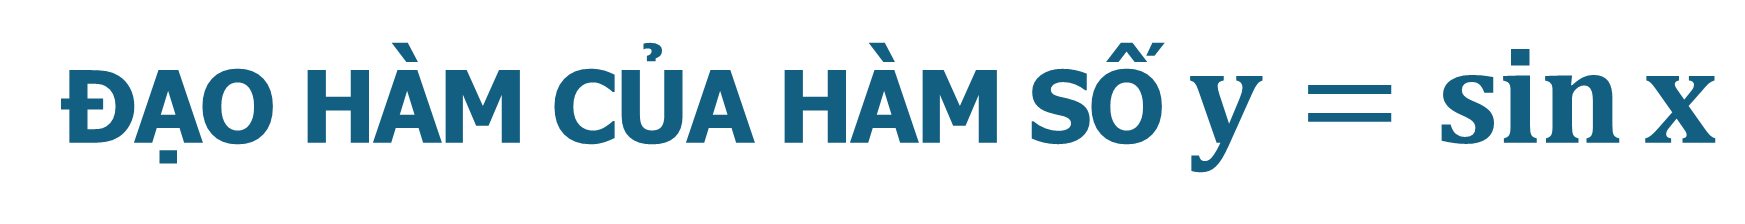 ĐẠO HÀM CỦA HÀM SỐ y = sin x